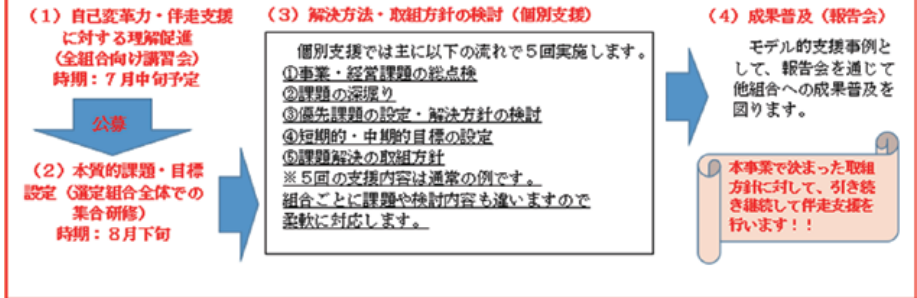 （１）自己変革力・伴走支援
に対する理解促進
（全組合向け講習会）
時期：７月中旬予定
公募
（２）本質的課題・目標
設定（選定組合全体での
集合研修）
時期：８月下旬
（３）解決方法・取組方針の検討（個別支援）
個別支援では主に以下の流れで５回実施します。
①事業・経営課題の総点検
②課題の深掘り
③優先課題の設定・解決方針の検討
④短期的・中期的目標の設定
⑤課題解決の取組方針
※５回の支援内容は通常の例です。
組合ごとに課題や検討内容も違いますので
柔軟に対応します。
（４）成果普及（報告会）
モデル的支援事例と
して、報告会を通じて
他組合への成果普及を
図ります。
本事業で決まった取組
方針に対して、引き続
き継続して伴走支援を
行います！！